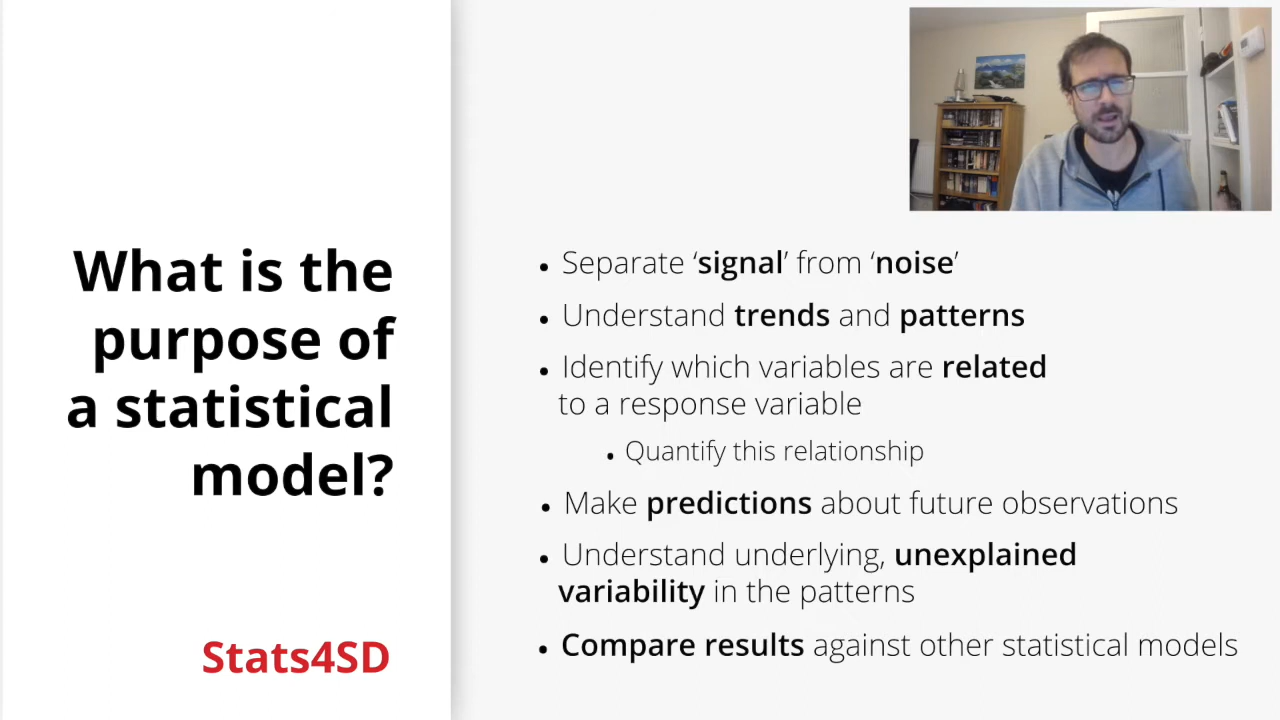 What is the
purpose of
a statistical
model?
Stats4SD
• Separate ‘signal’ from ‘noise’
• Understand trends and patterns
• Identify which variables are related
to a response variable
• Quantify this relationship
• Make predictions about future observations
• Understand underlying, unexplained
variability in the patterns
• Compare results against other statistical models